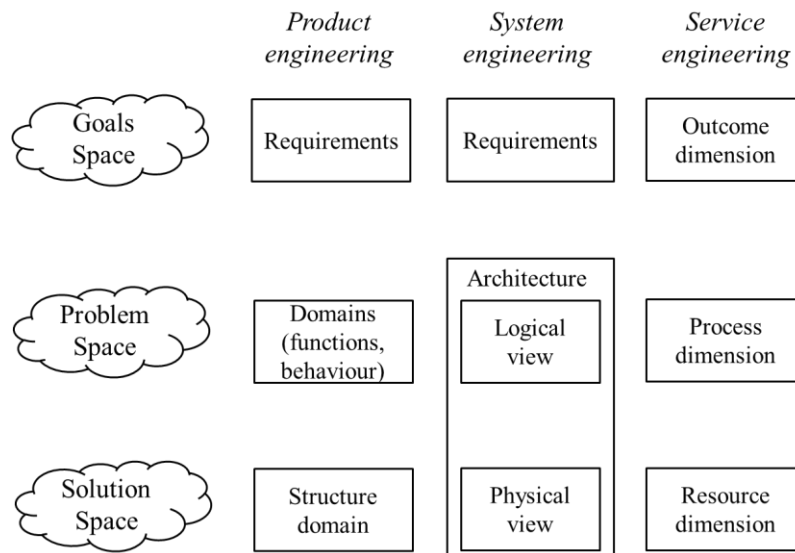 Product
engineering
System
engineering
Service
engineering
Goals
Space
Requirements
Requirements
Outcome
dimension
Architecture
Problem
Space
Domains
(functions,
behaviour)
Logical
view
Process
dimension
Solution
Space
Structure
domain
Physical
view
Resource
dimension